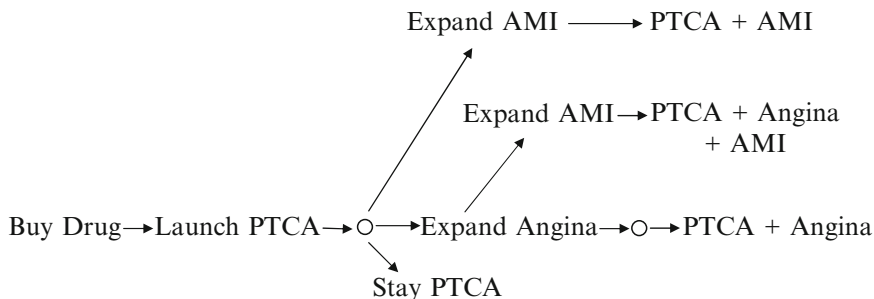 Expand AMI PTCA + AMI
Expand AMI PTCA + Angina
+ AMI
Buy Drug Launch PTCA Expand Angina PTCA + Angina
Stay PTCA